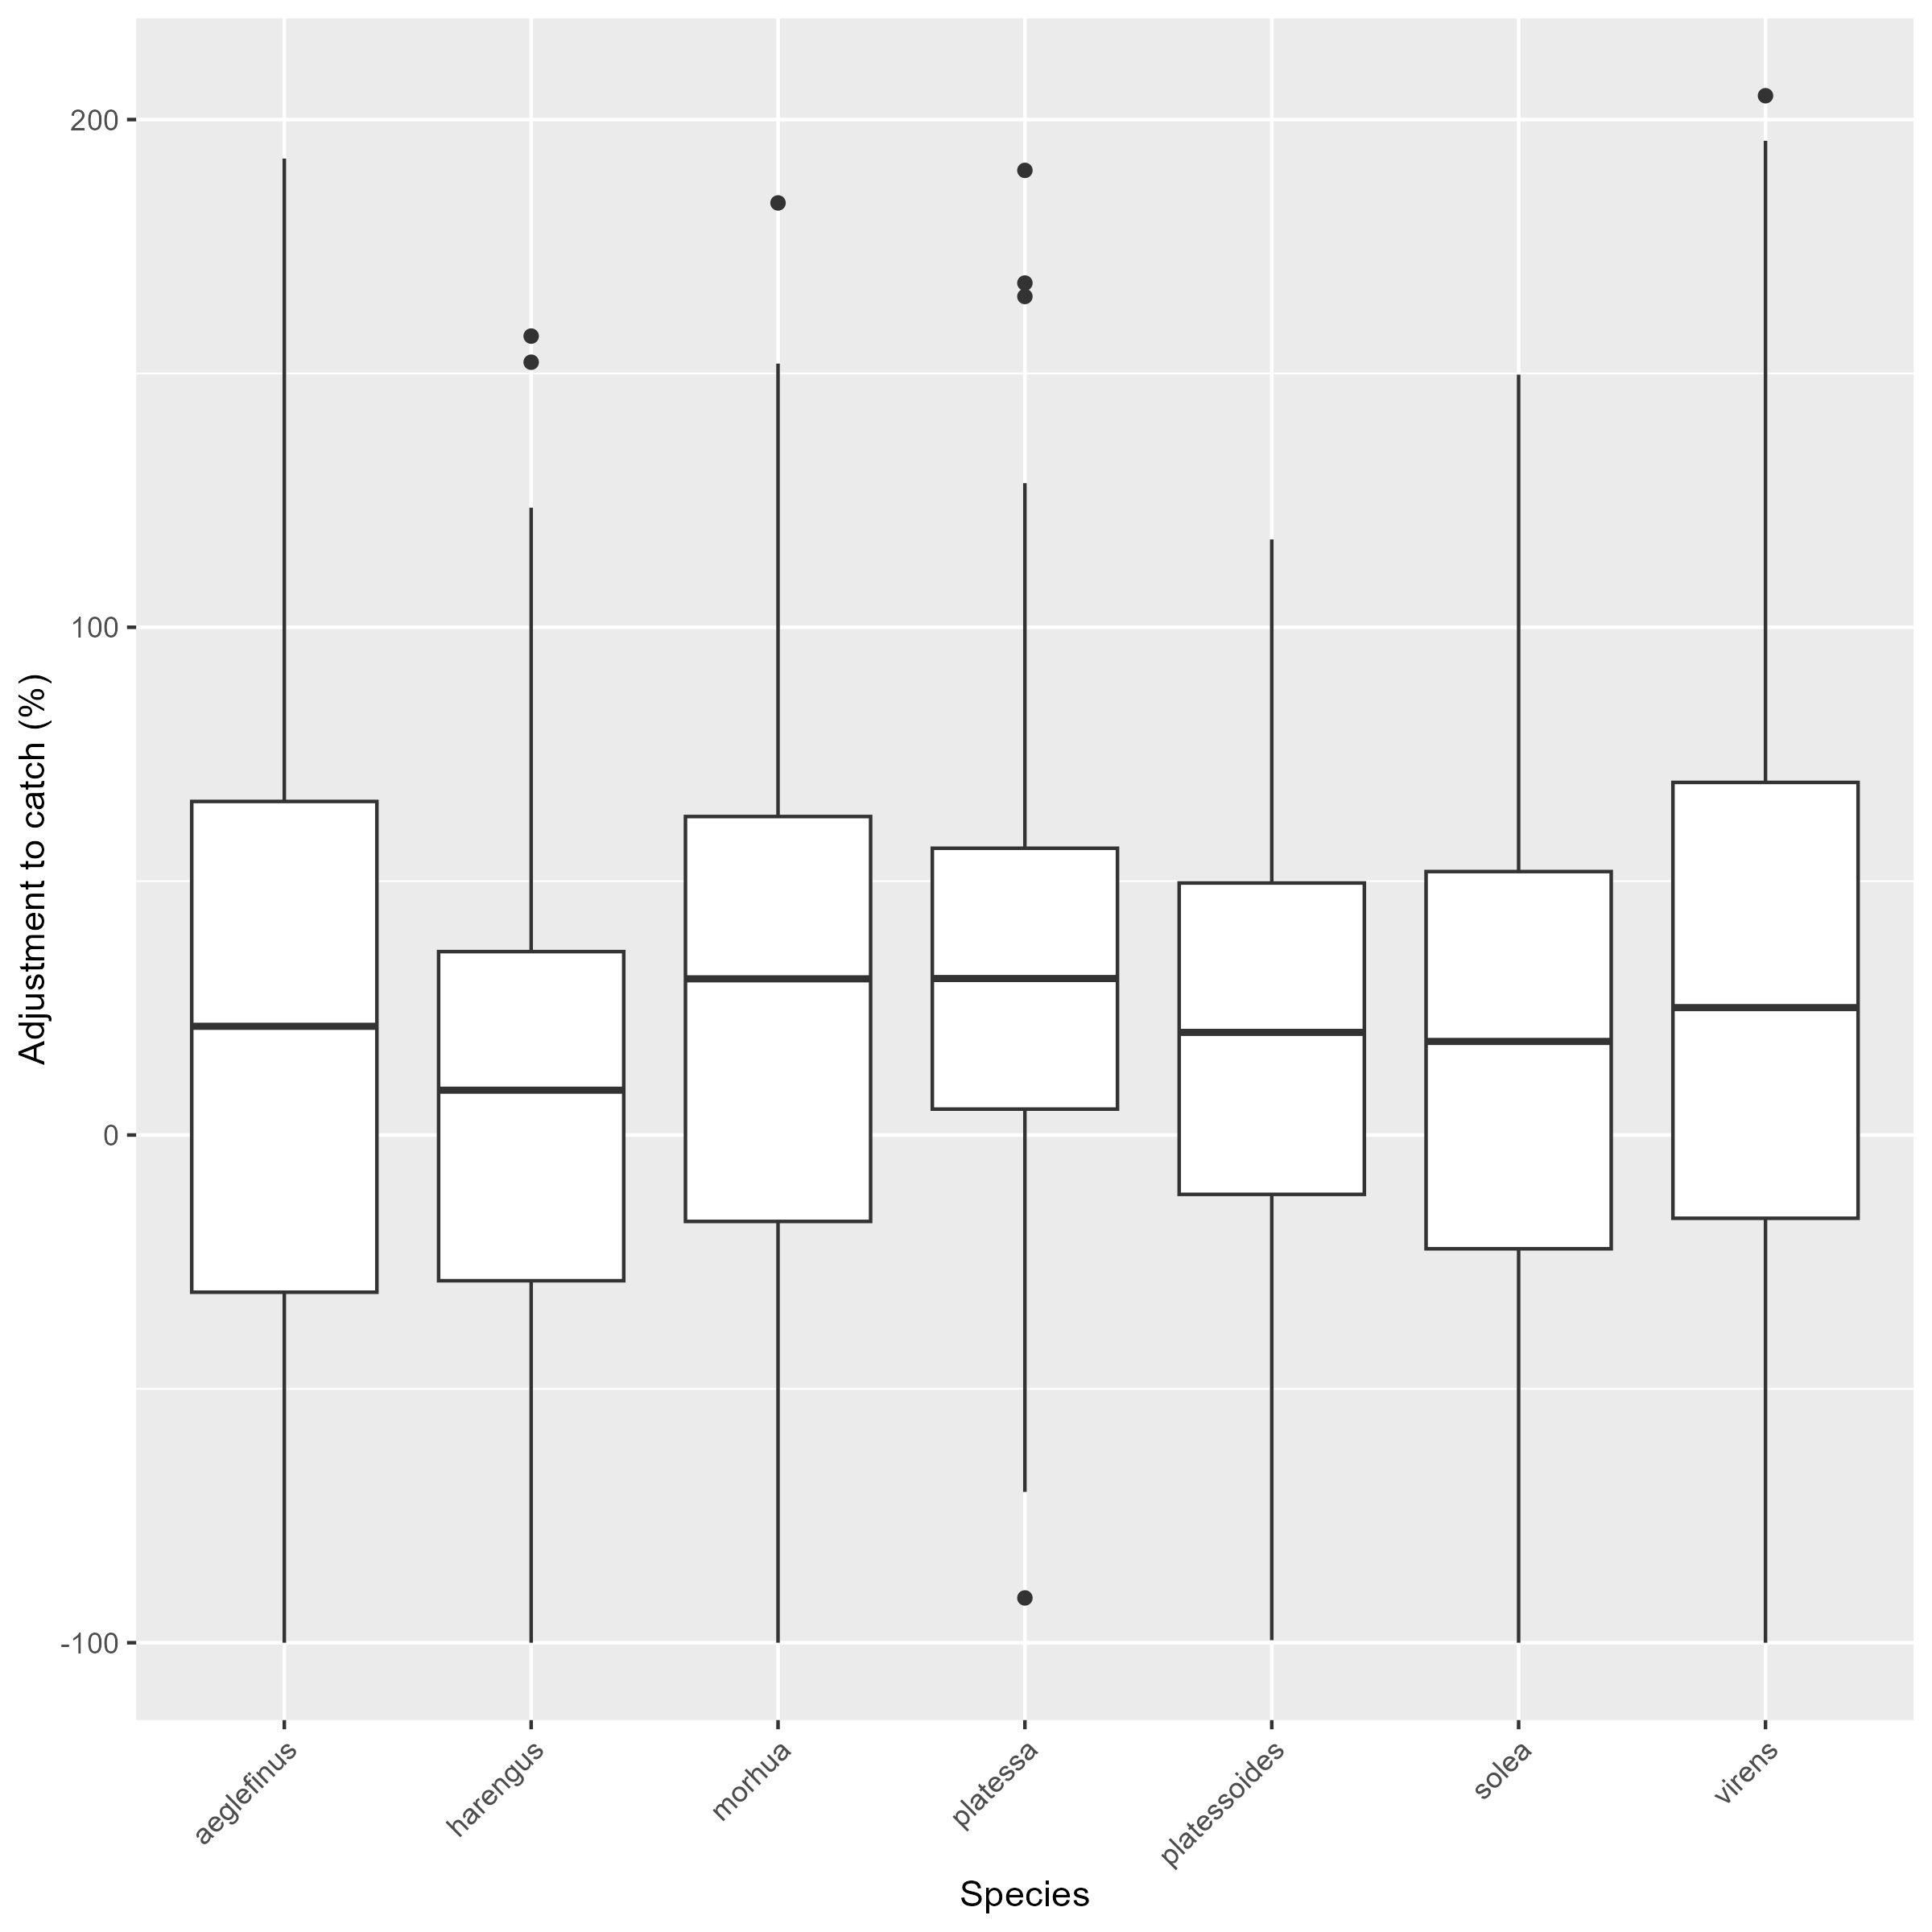 Adjustment to catch (%)
200
100
0
-100
aeglefinus
harengus
morhua
platessa
platessoides
solea
virens
Species